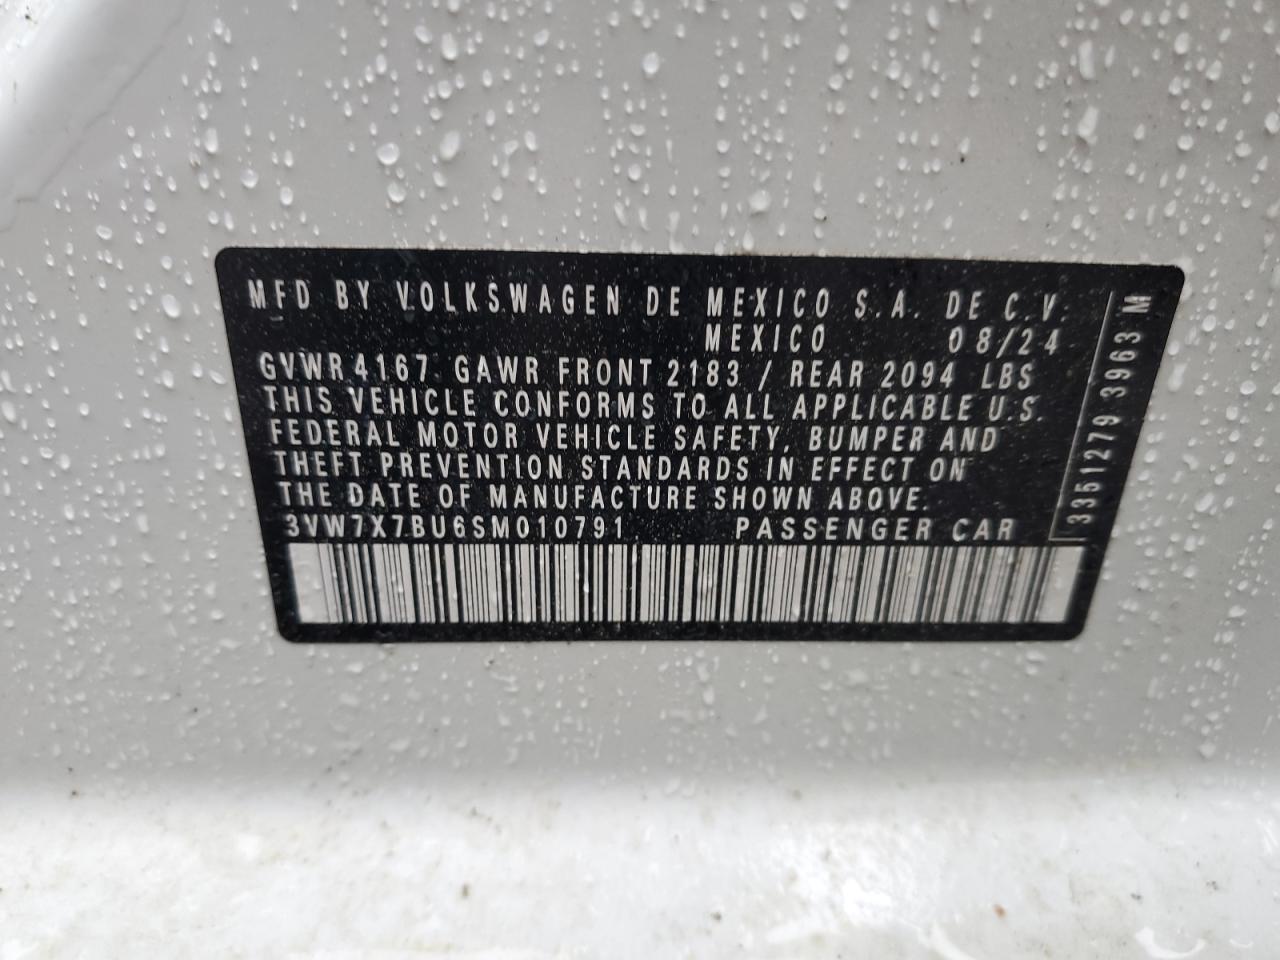 MFD BY VOLKSWAGEN DE MEXICO S.A. DE C.V.
MEXICO 08/24
GVWR 4167 GAWR FRONT 2183 / REAR 2094 LBS
THIS VEHICLE CONFORMS TO ALL APPLICABLE U.S.
FEDERAL MOTOR VEHICLE SAFETY, BUMPER AND
THEFT PREVENTION STANDARDS IN EFFECT ON
THE DATE OF MANUFACTURE SHOWN ABOVE.
3VW7X7BU6SM010791 PASSENGER CAR
3351279 3963 M